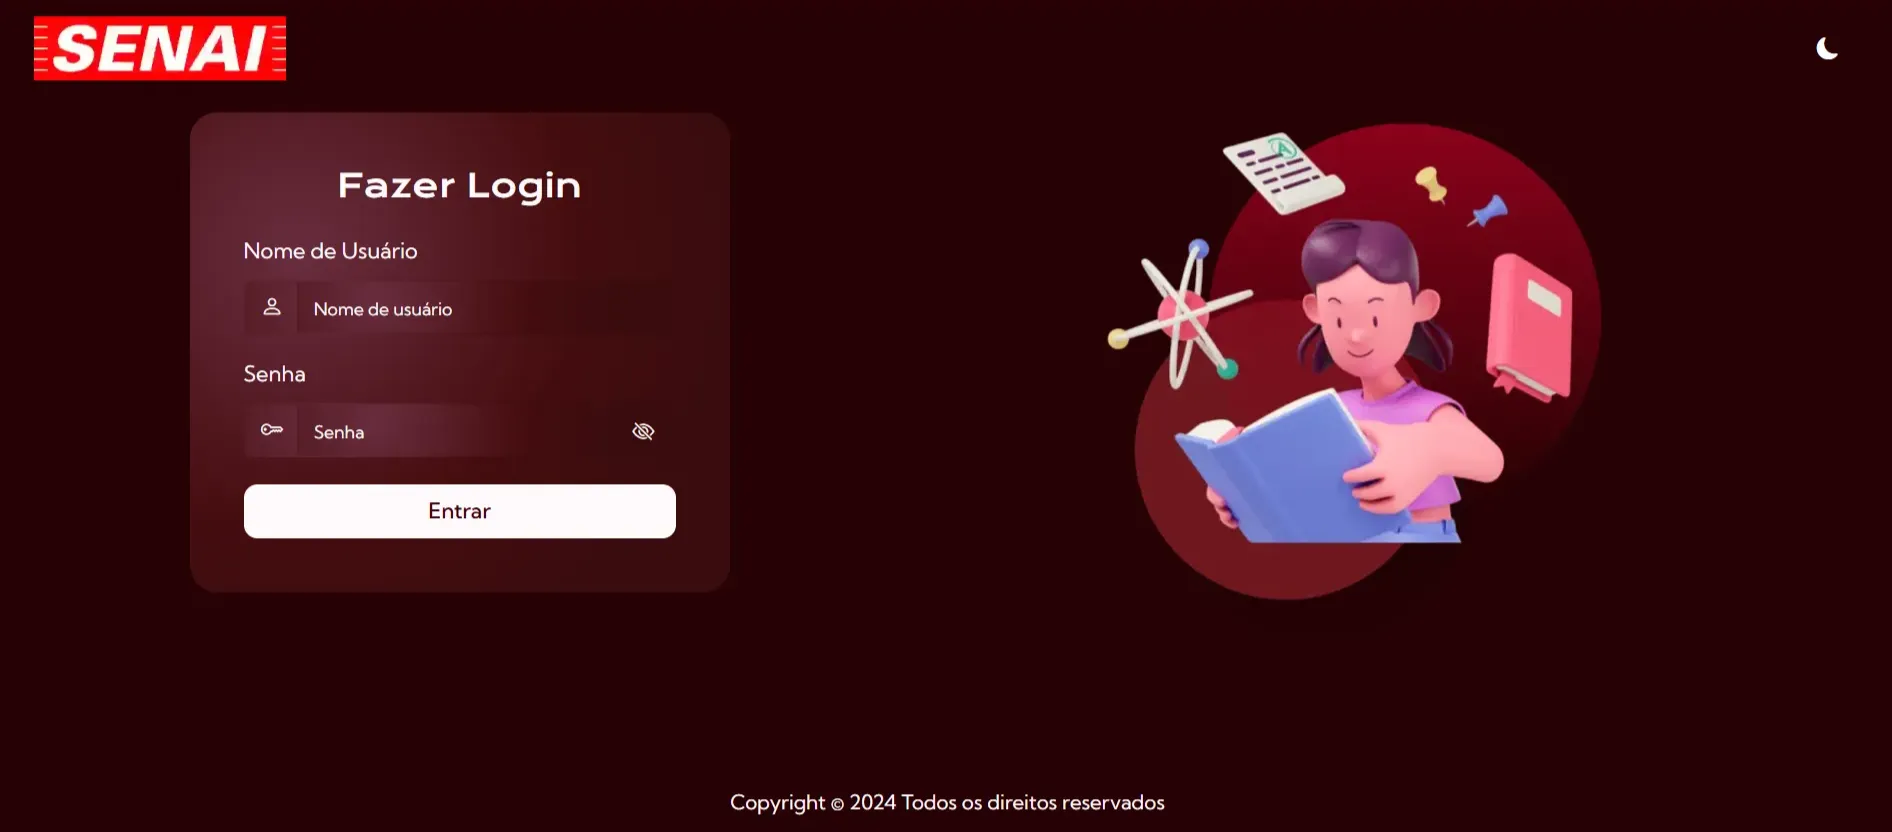 SENAI
Fazer Login
Nome de Usuário
Nome de usuário
Senha
Senha
Entrar
A
Copyright © 2024 Todos os direitos reservados